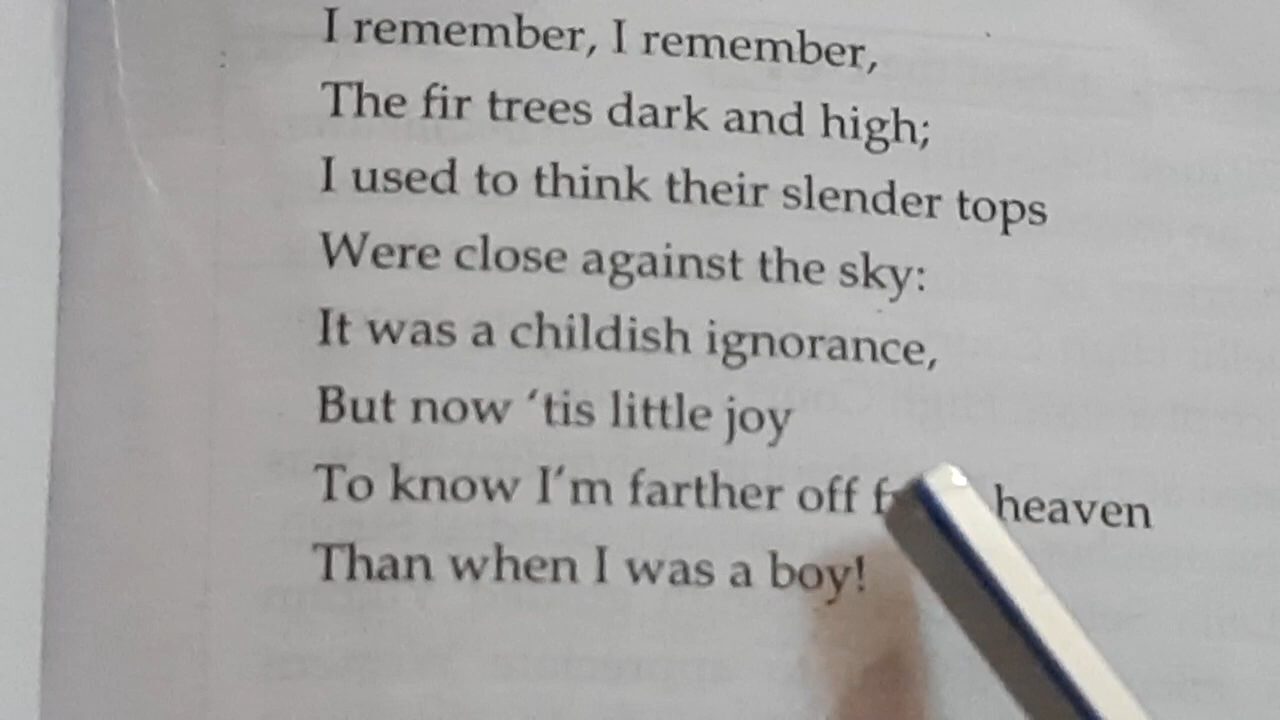 I remember, I remember,
The fir trees dark and high;
I used to think their slender tops
Were close against the sky:
It was a childish ignorance,
But now ‘tis little joy
To know I’m farther off heaven
Than when I was a boy!